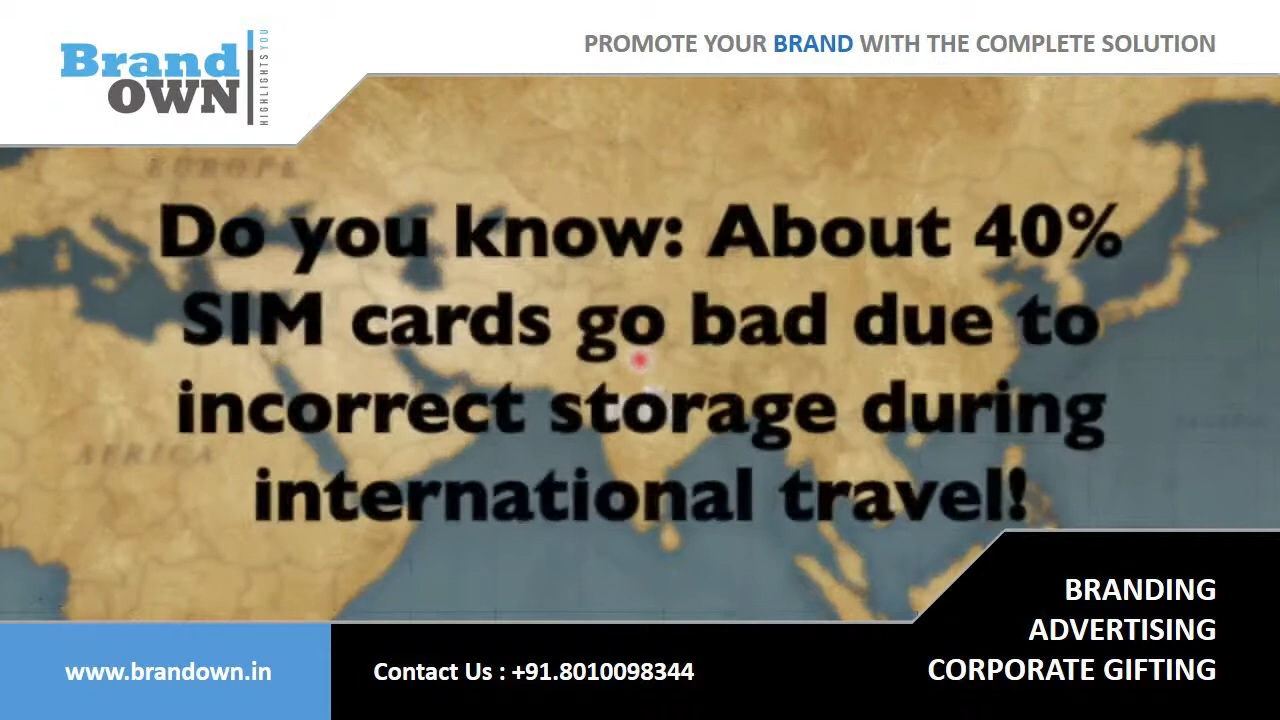 Brand
OWN
HIGHLIGHTS YOU
PROMOTE YOUR BRAND WITH THE COMPLETE SOLUTION
EUROPE
Do you know: About 40%
SIM cards go bad due to
incorrect storage during
international travel!
AFRICA
BRANDING
ADVERTISING
CORPORATE GIFTING
www.brandown.in
Contact Us : +91.8010098344